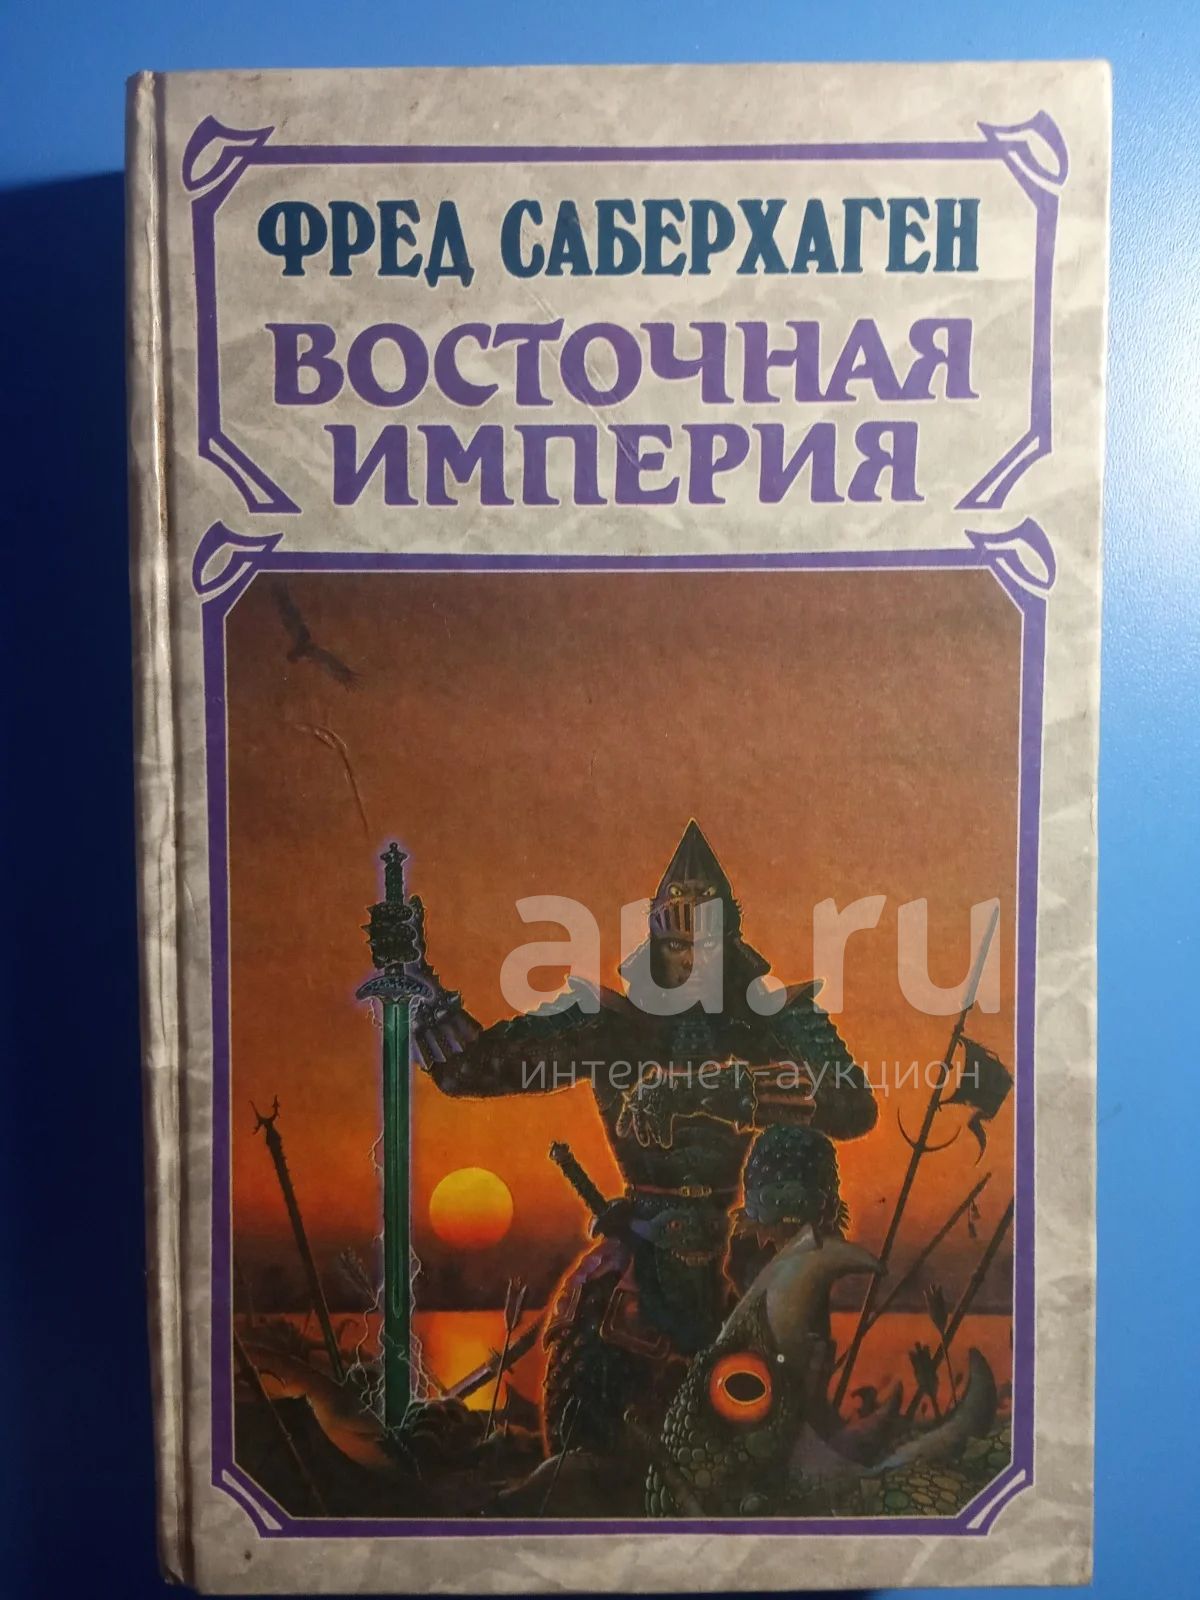 ФРЕД САБЕРХАГЕН
ВОСТОЧНАЯ
ИМПЕРИЯ
au.ru
интернет-аукцион